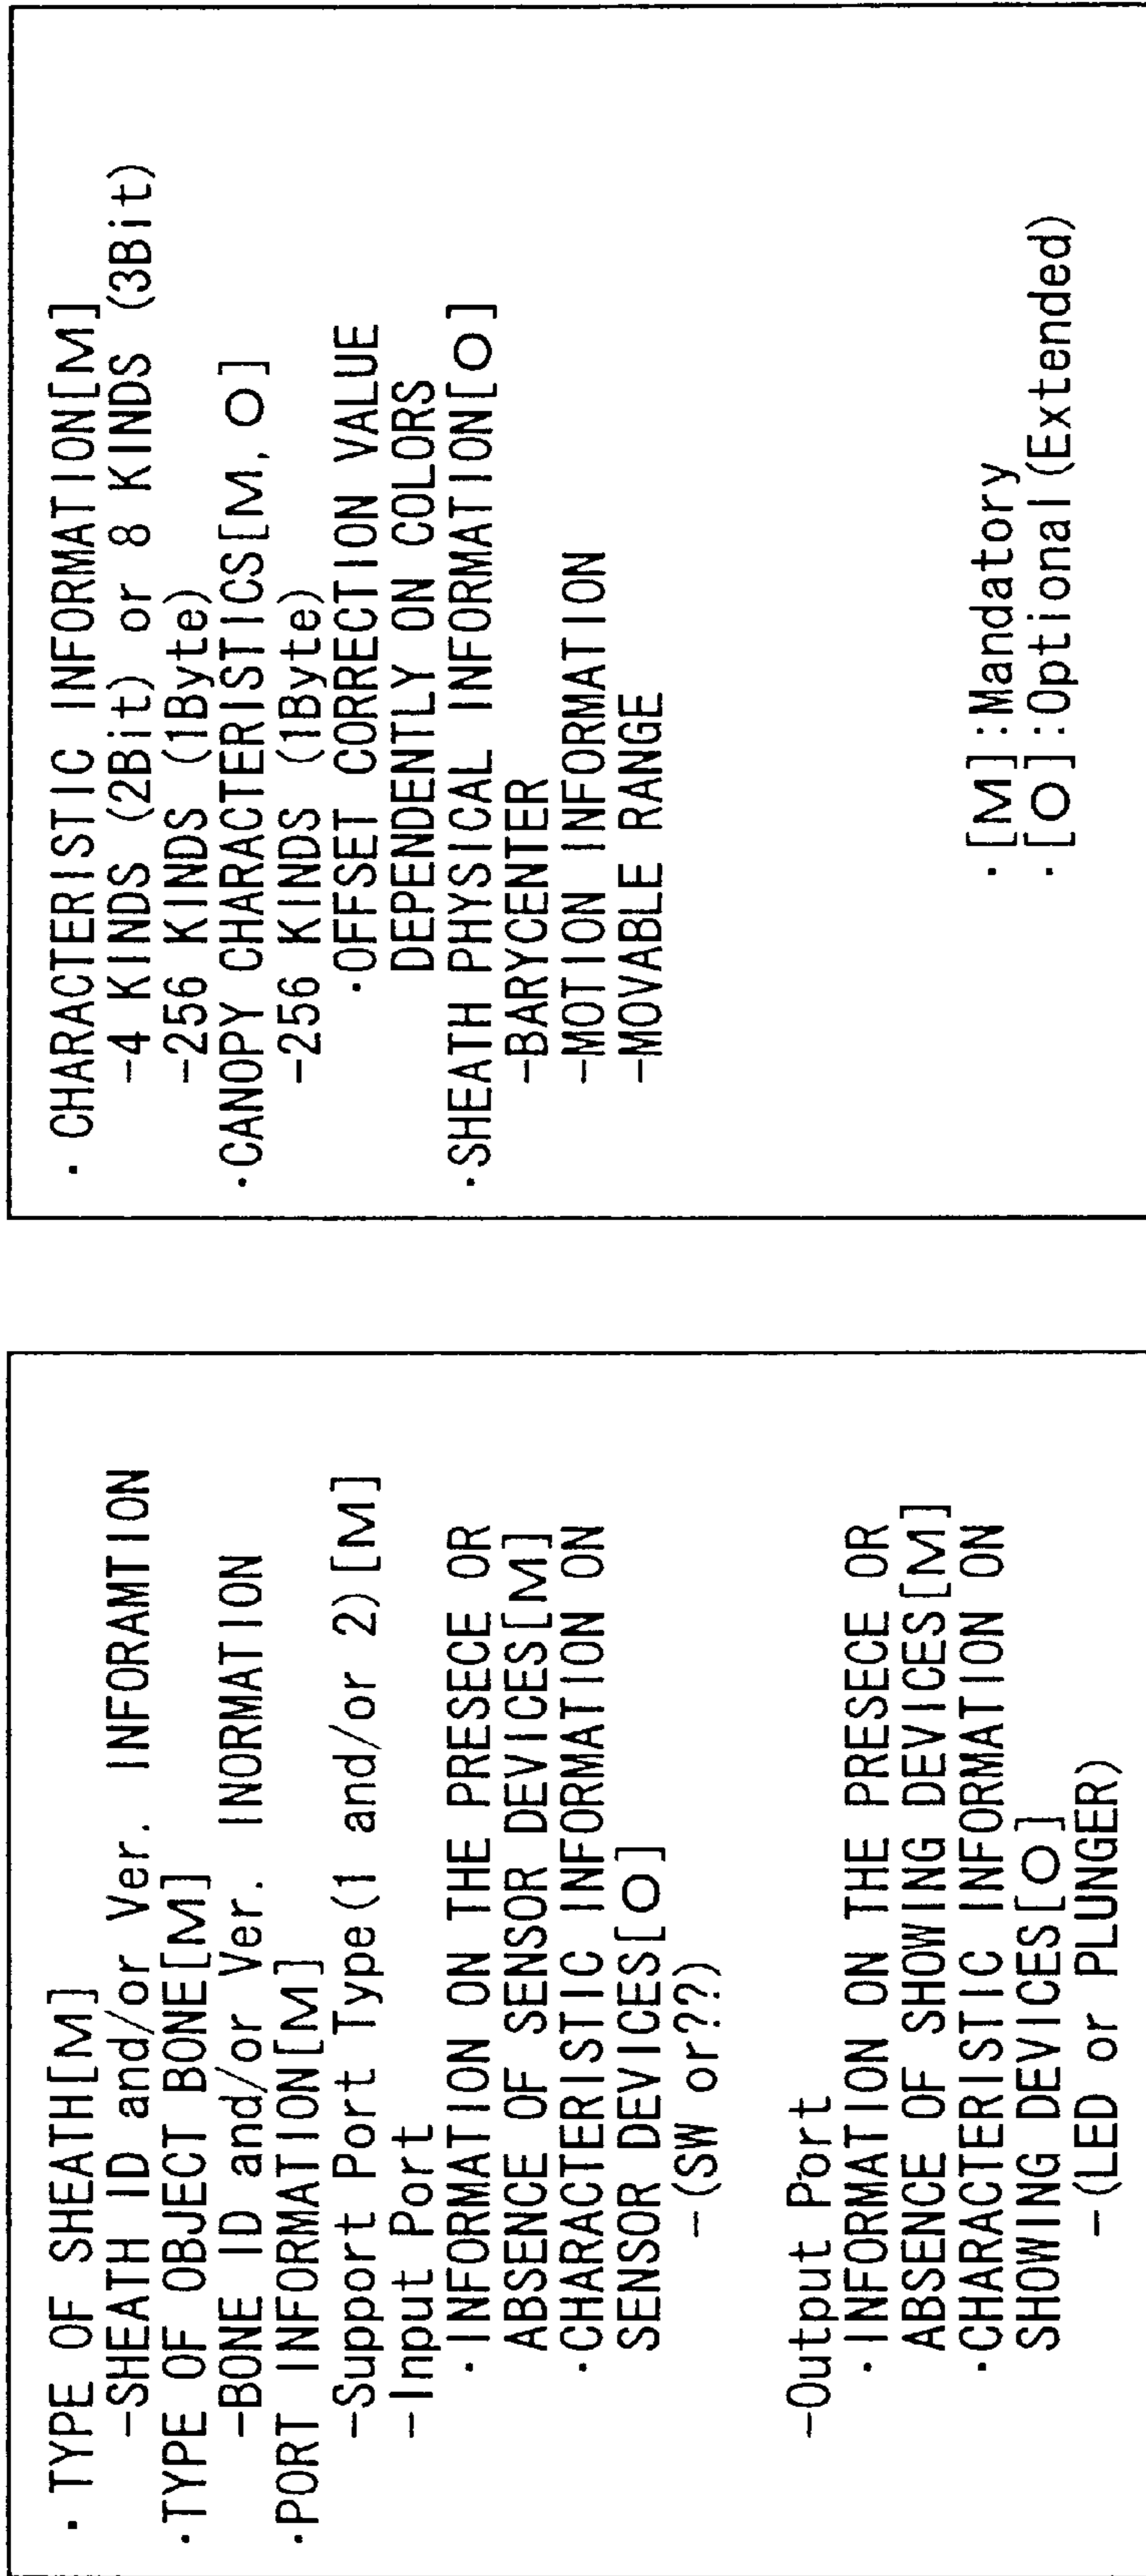 · TYPE OF SHEATH[M]
-SHEATH ID and/or Ver. INFORAMTION
·TYPE OF OBJECT BONE[M]
-BONE ID and/or Ver. INORMATION
·PORT INFORMATION[M]
-Support Port Type(1 and/or 2)[M]
-Input Port
· INFORMATION ON THE PRESECE OR
ABSENCE OF SENSOR DEVICES[M]
· CHARACTERISTIC INFORMATION ON
SENSOR DEVICES[O]
-(SW or??)
-Output Port
· INFORMATION ON THE PRESECE OR
ABSENCE OF SHOWING DEVICES[M]
· CHARACTERISTIC INFORMATION ON
SHOWING DEVICES[O]
-(LED or PLUNGER)
· CHARACTERISTIC INFORMATION[M]
-4 KINDS (2Bit) or 8 KINDS (3Bit)
-256 KINDS (1Byte)
·CANOPY CHARACTERISTICS[M, O]
-256 KINDS (1Byte)
·OFFSET CORRECTION VALUE
DEPENDENTLY ON COLORS
·SHEATH PHYSICAL INFORMATION[O]
-BARYCENTER
-MOTION INFORMATION
-MOVABLE RANGE
·[M]:Mandatory
·[O]:Optional(Extended)